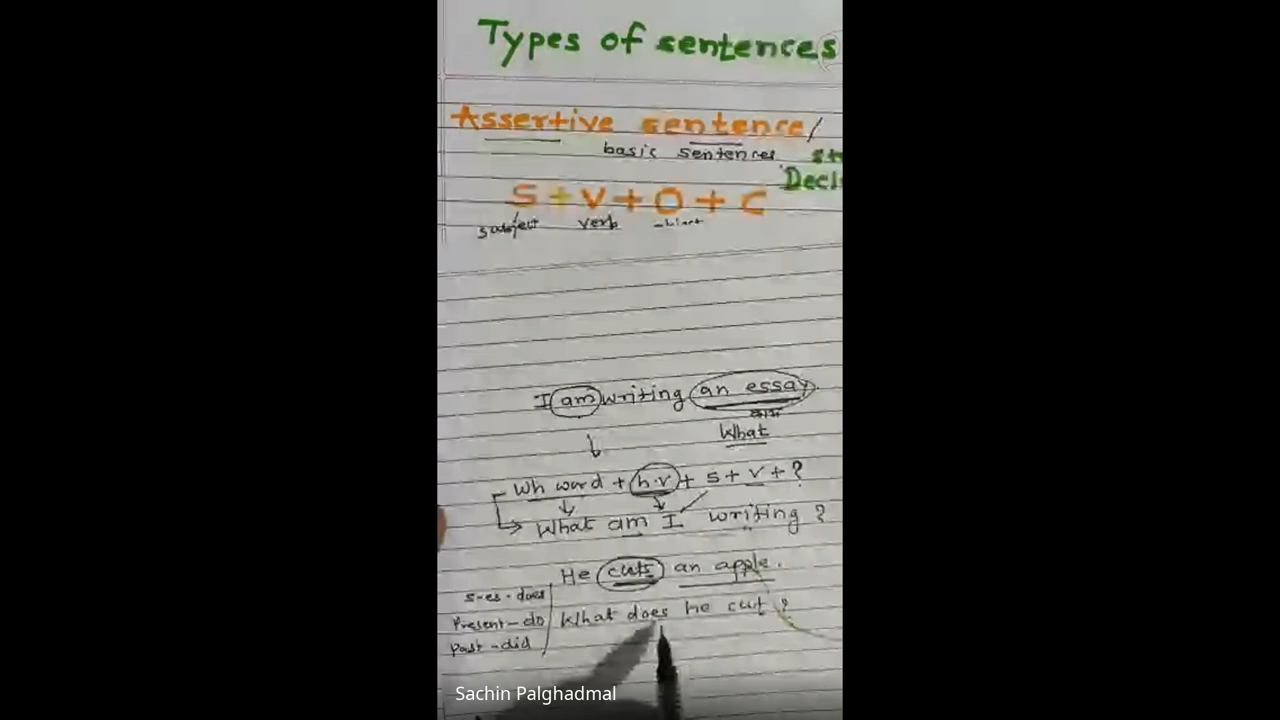 Types of sentences
Assertive sentence/
basic sentences
Decl
S + V + O + C
subject verb
I am writing an essay.
What
Wh word + h.v + S + V + ?
What am I writing ?
He cuts an apple.
s-es-does
What does he cut ?
Present-do
Past-did
Sachin Palghadmal